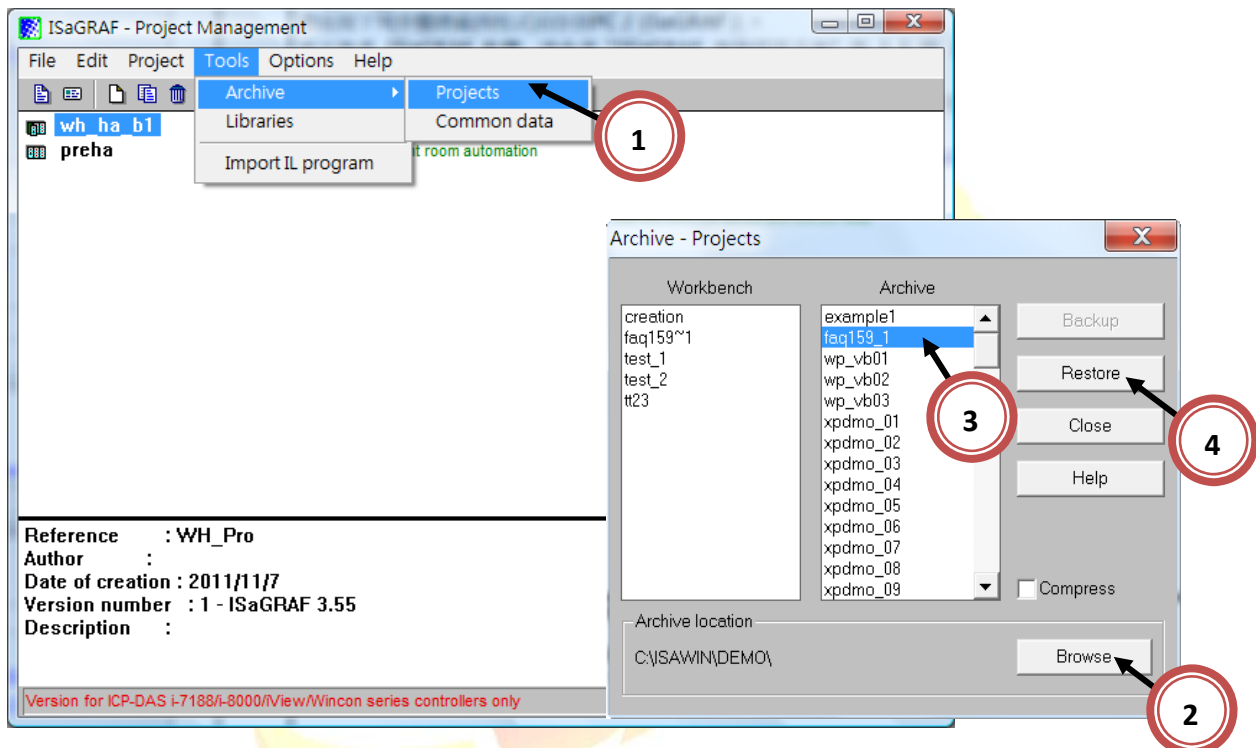 ISaGRAF - Project Management
File Edit Project Tools Options Help
Archive
Projects
Libraries
Common data
Import IL program
wh_ha_b1
preha
t room automation
1
Archive - Projects
Workbench
Archive
creation
faq159~1
test_1
test_2
tt23
example1
faq159_1
wp_vb01
wp_vb02
wp_vb03
xpdmo_01
xpdmo_02
xpdmo_03
xpdmo_04
xpdmo_05
xpdmo_06
xpdmo_07
xpdmo_08
xpdmo_09
Backup
Restore
Close
Help
Compress
3
4
Archive location
C:\ISAWIN\DEMO\
Browse
2
Reference : WH_Pro
Author :
Date of creation : 2011/11/7
Version number : 1 - ISaGRAF 3.55
Description :
Version for ICP-DAS i-7188/i-8000/iView/Wincon series controllers only